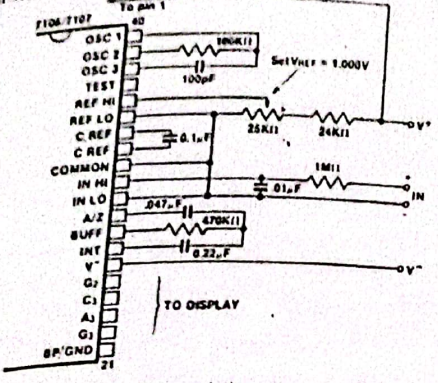 To pin 1
7106/7107
40
OSC 1
OSC 2
100KΩ
OSC 3
100pF
TEST
Set VREF = 1.000V
REF HI
REF LO
25KΩ
24KΩ
V+
C REF
0.1µF
C REF
COMMON
1MΩ
IN HI
+
.01µF
IN
IN LO
-
A/Z
.047µF
BUFF
470KΩ
INT
0.22µF
V-
V-
G2
C3
TO DISPLAY
A3
G3
BP/GND
21